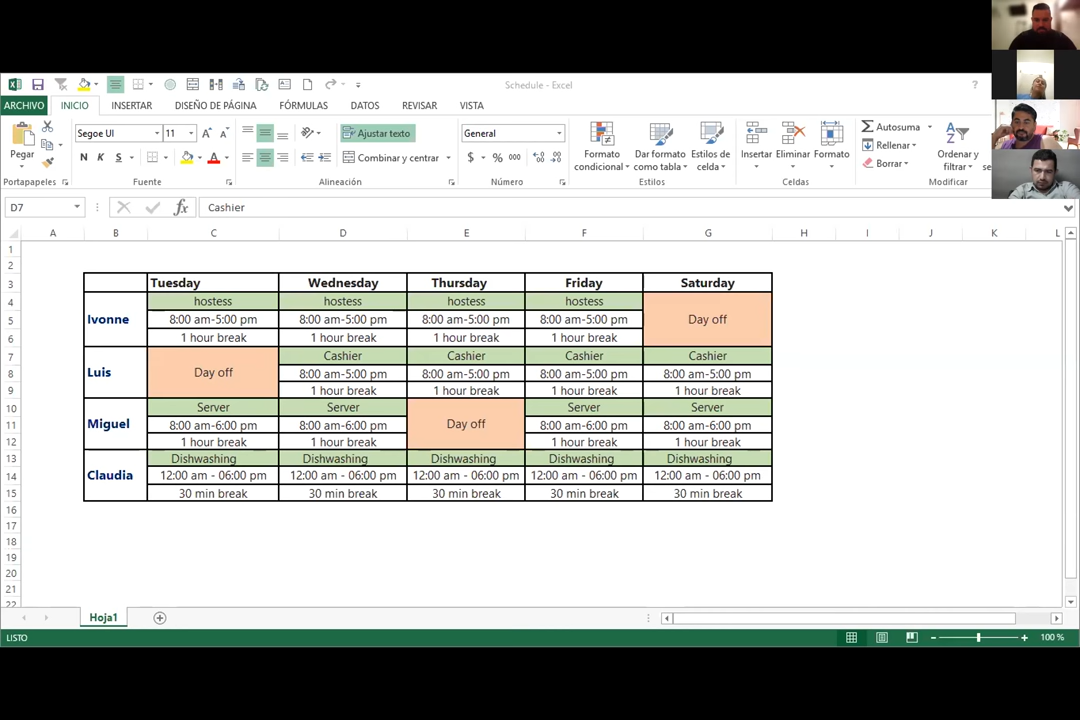 Schedule - Excel
?
ARCHIVO INICIO INSERTAR DISEÑO DE PÁGINA FÓRMULAS DATOS REVISAR VISTA
Pegar
Segoe UI 11
N K S
A
Ajustar texto
Combinar y centrar
General
$ % 000
Formato condicional
Dar formato como tabla
Estilos de celda
Insertar
Eliminar
Formato
Autosuma
Rellenar
Borrar
Ordenar y filtrar
Portapapeles Fuente Alineación Número Estilos Celdas Modificar
D7 fx Cashier
A B C D E F G H I J K L
1
2
3 Tuesday Wednesday Thursday Friday Saturday
4 hostess hostess hostess hostess
5 Ivonne 8:00 am-5:00 pm 8:00 am-5:00 pm 8:00 am-5:00 pm 8:00 am-5:00 pm Day off
6 1 hour break 1 hour break 1 hour break 1 hour break
7 Cashier Cashier Cashier Cashier
8 Luis Day off 8:00 am-5:00 pm 8:00 am-5:00 pm 8:00 am-5:00 pm 8:00 am-5:00 pm
9 1 hour break 1 hour break 1 hour break 1 hour break
10 Server Server Server Server
11 Miguel 8:00 am-6:00 pm 8:00 am-6:00 pm Day off 8:00 am-6:00 pm 8:00 am-6:00 pm
12 1 hour break 1 hour break 1 hour break 1 hour break
13 Dishwashing Dishwashing Dishwashing Dishwashing Dishwashing
14 Claudia 12:00 am - 06:00 pm 12:00 am - 06:00 pm 12:00 am - 06:00 pm 12:00 am - 06:00 pm 12:00 am - 06:00 pm
15 30 min break 30 min break 30 min break 30 min break 30 min break
16
17
18
19
20
21
22
Hoja1
LISTO 100 %